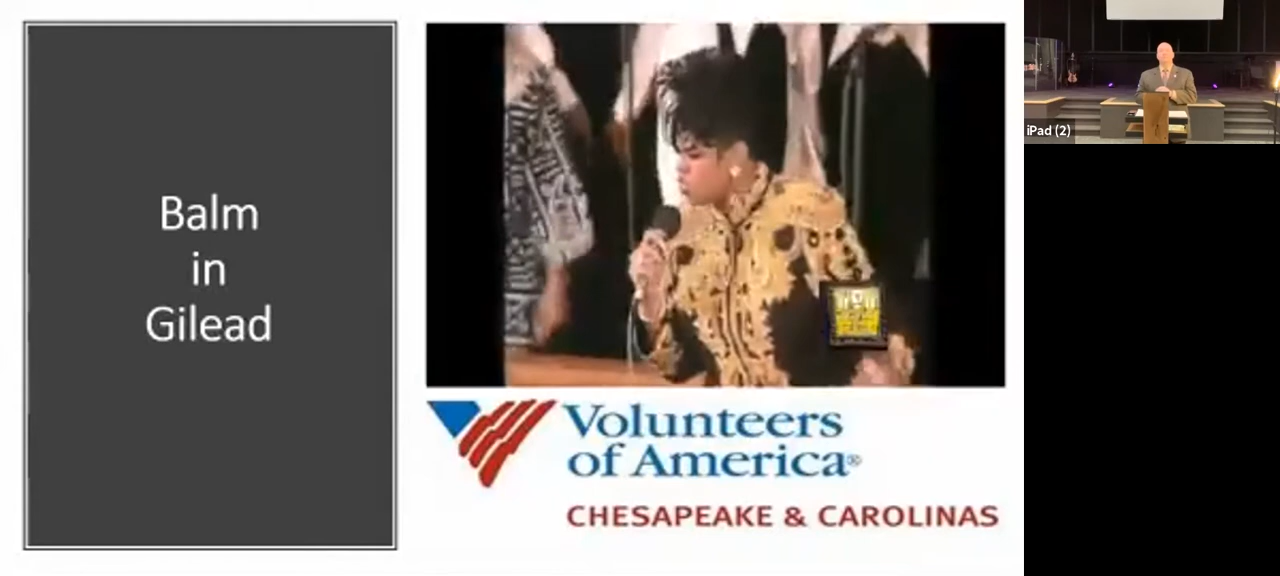 Balm
in
Gilead
Volunteers
of America®
CHESAPEAKE & CAROLINAS
iPad (2)